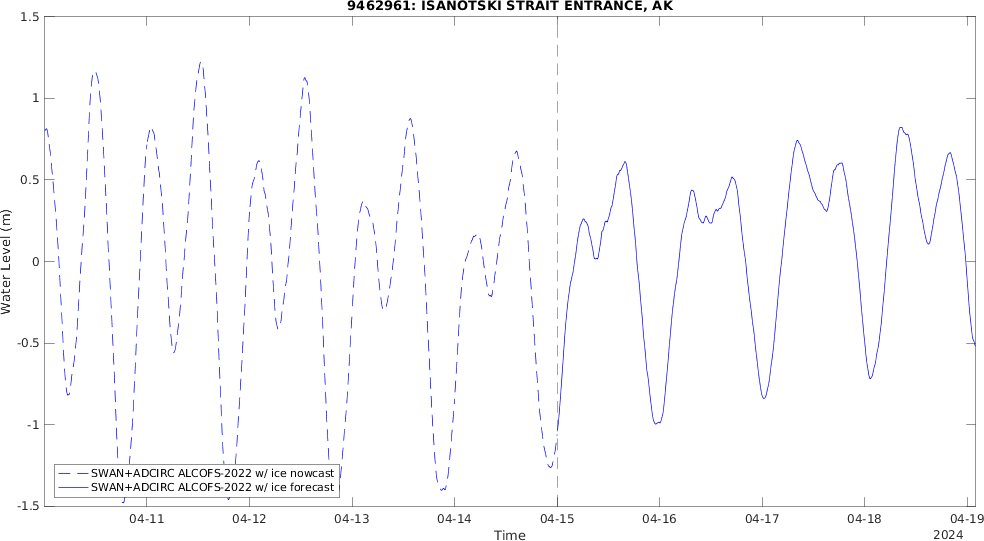 9462961: ISANOTSKI STRAIT ENTRANCE, AK
1.5
1
0.5
0
-0.5
-1
-1.5
Water Level (m)
SWAN+ADCIRC ALCOFS-2022 w/ ice nowcast
SWAN+ADCIRC ALCOFS-2022 w/ ice forecast
04-11 04-12 04-13 04-14 04-15 04-16 04-17 04-18 04-19
Time
2024